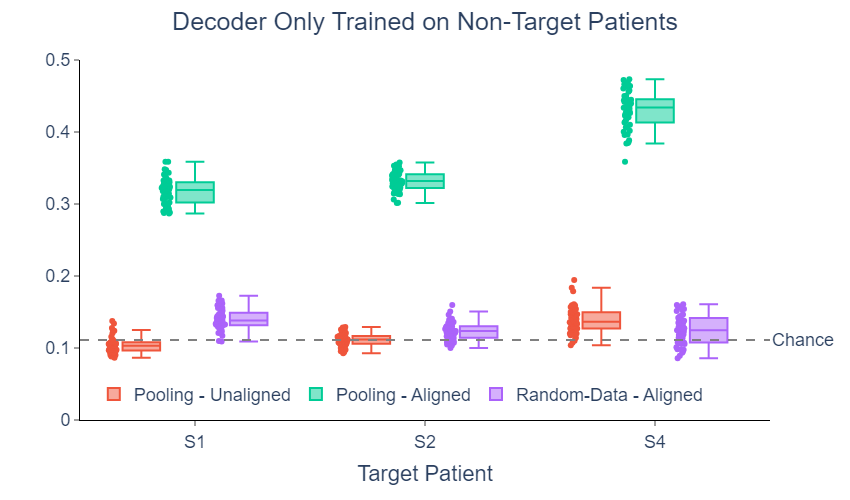 Decoder Only Trained on Non-Target Patients
0.5
0.4
0.3
0.2
0.1
0
Chance
Pooling - Unaligned
Pooling - Aligned
Random-Data - Aligned
S1
S2
S4
Target Patient